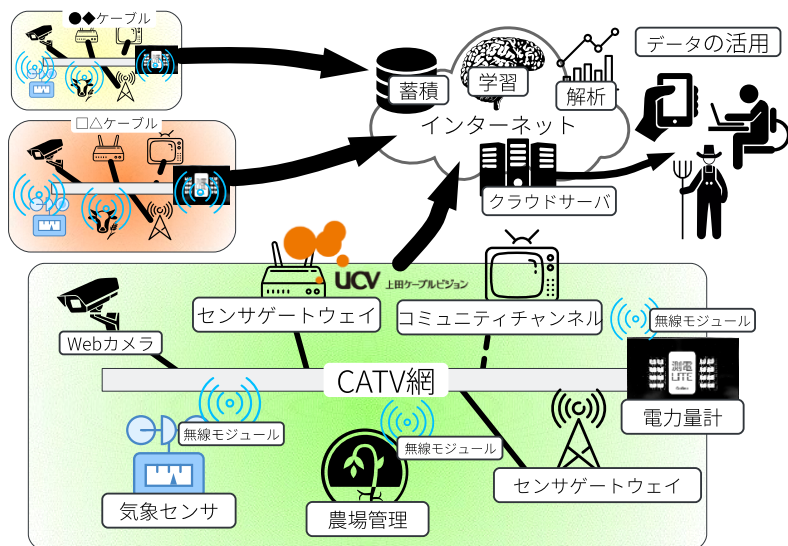 ●◆ケーブル
データの活用
蓄積
学習
解析
インターネット
□△ケーブル
クラウドサーバ
UCV 上田ケーブルビジョン
センサゲートウェイ
コミュニティチャンネル
無線モジュール
Webカメラ
CATV網
測電
LITE
電力量計
無線モジュール
無線モジュール
センサゲートウェイ
気象センサ
農場管理